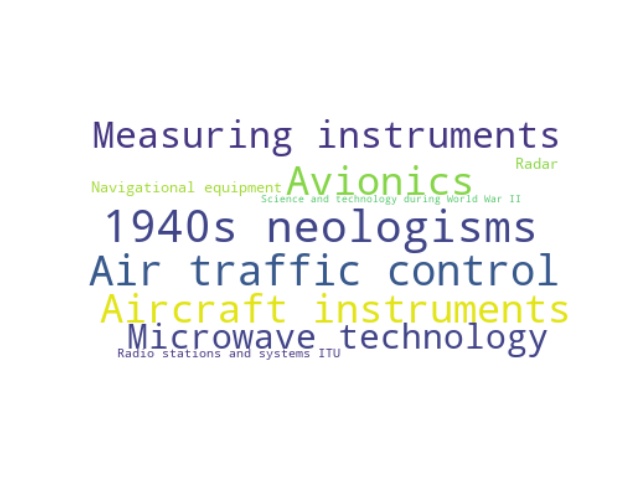 Measuring instruments
Radar
Navigational equipment
Avionics
Science and technology during World War II
1940s neologisms
Air traffic control
Aircraft instruments
Microwave technology
Radio stations and systems ITU